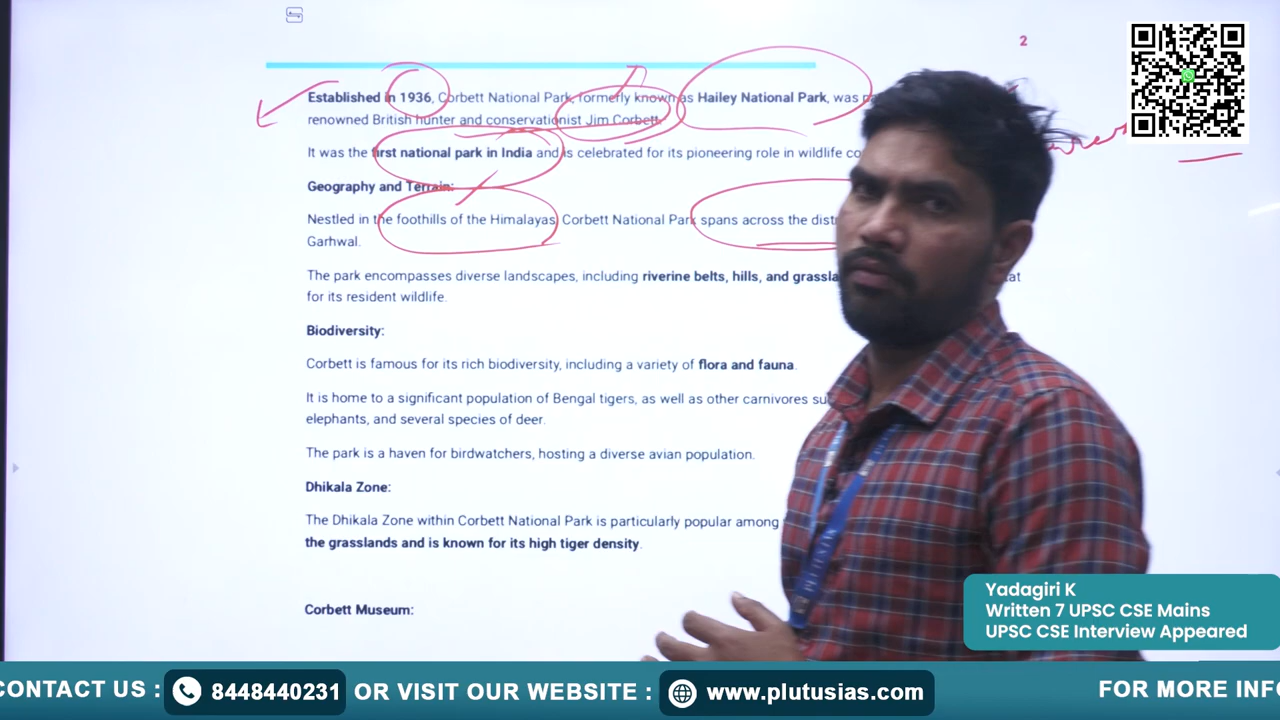 2
Established in 1936, Corbett National Park, formerly known as Hailey National Park, was
renowned British hunter and conservationist Jim Corbett.
It was the first national park in India and is celebrated for its pioneering role in wildlife
Geography and Terrain:
Nestled in the foothills of the Himalayas, Corbett National Park spans across the
Garhwal.
The park encompasses diverse landscapes, including riverine belts, hills, and
for its resident wildlife.
Biodiversity:
Corbett is famous for its rich biodiversity, including a variety of flora and fauna.
It is home to a significant population of Bengal tigers, as well as other carnivores
elephants, and several species of deer.
The park is a haven for birdwatchers, hosting a diverse avian population.
Dhikala Zone:
The Dhikala Zone within Corbett National Park is particularly popular among
the grasslands and is known for its high tiger density.
Corbett Museum:
Yadagiri K
Written 7 UPSC CSE Mains
UPSC CSE Interview Appeared
CONTACT US : 8448440231 OR VISIT OUR WEBSITE : www.plutusias.com FOR MORE